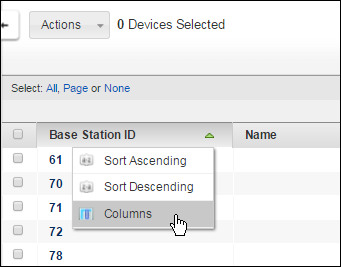 Actions
0 Devices Selected
Select: All, Page or None
Base Station ID
Name
61
Sort Ascending
70
Sort Descending
71
Columns
72
78